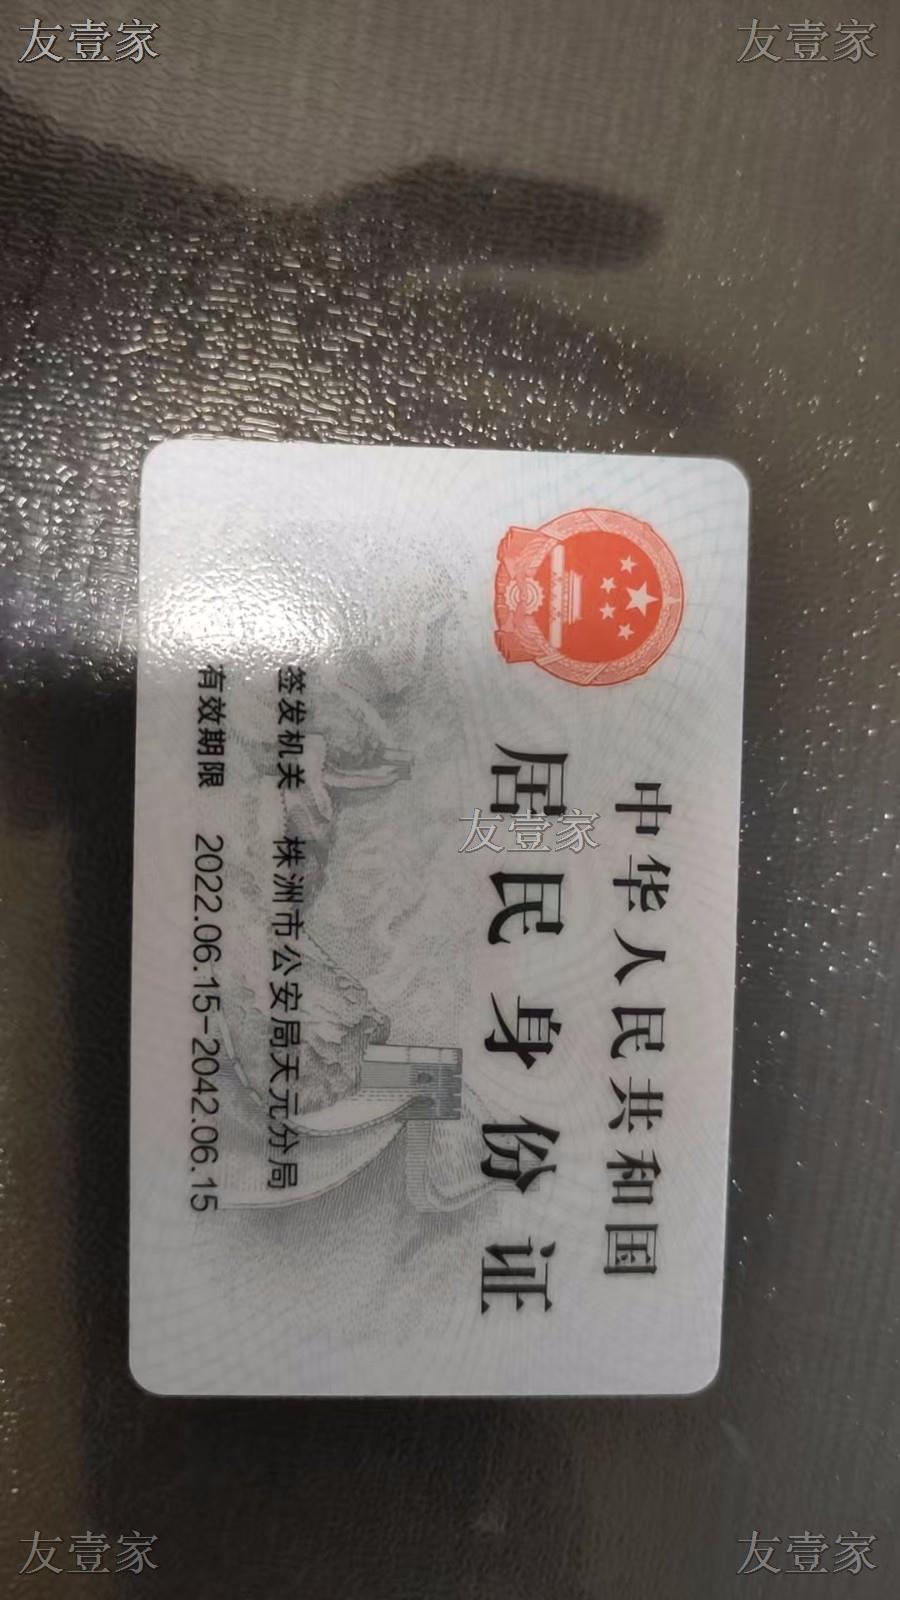 友壹家
友壹家
中华人民共和国
居民身份证
友壹家
签发机关 株洲市公安局天元分局
有效期限 2022.06.15-2042.06.15
友壹家
友壹家